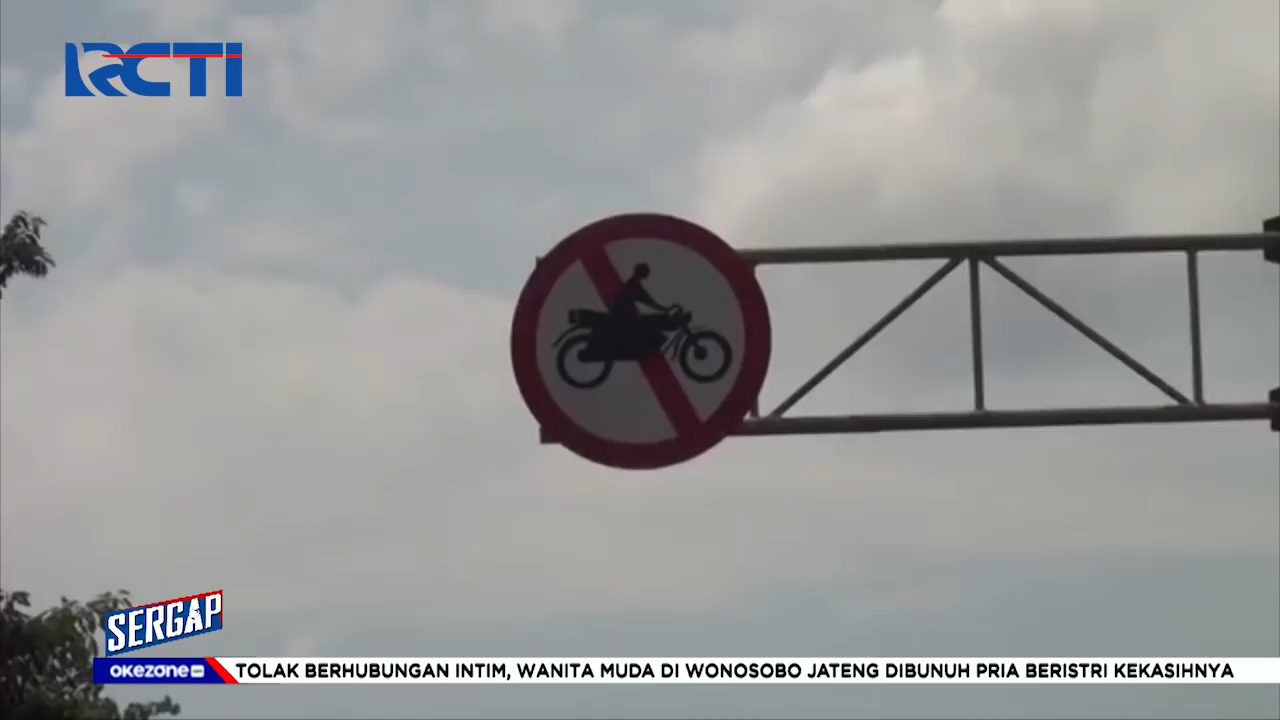 RCTI
SERGAP
okezone
TOLAK BERHUBUNGAN INTIM, WANITA MUDA DI WONOSOBO JATENG DIBUNUH PRIA BERISTRI KEKASIHNYA